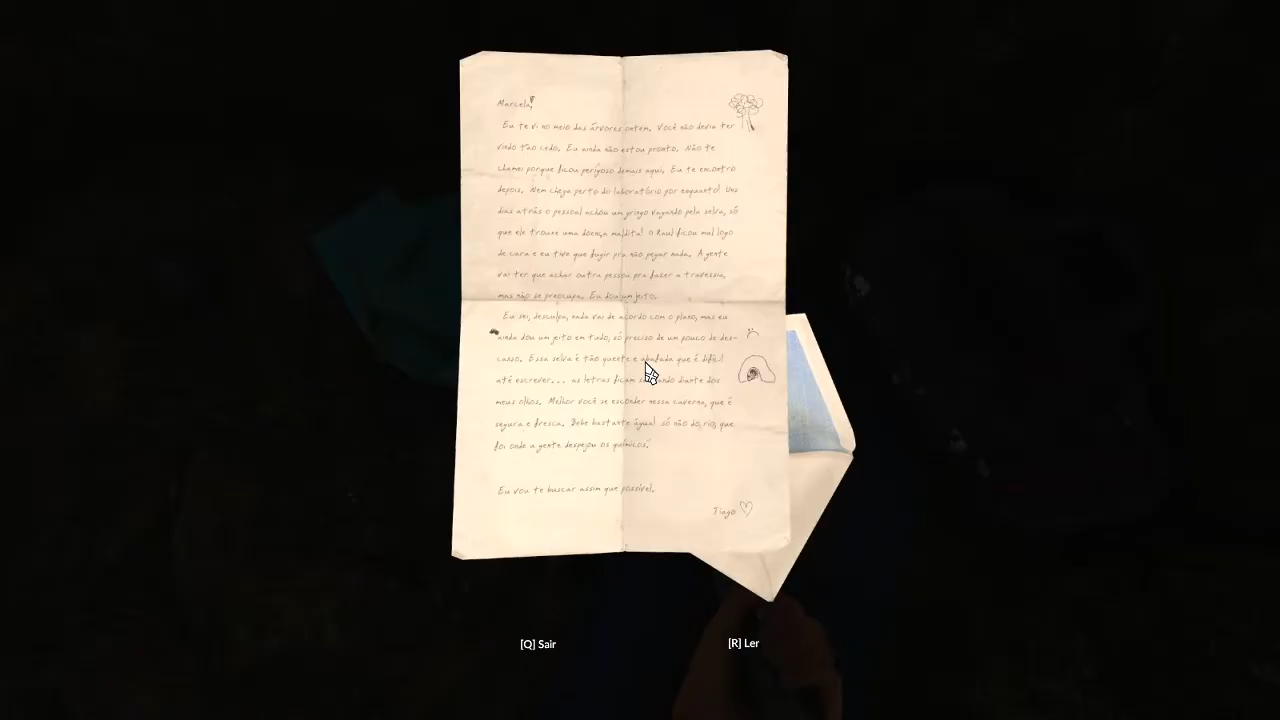 Marcela,
Eu te vi no meio das árvores ontem. Você não devia ter
vindo tão cedo. Eu ainda não estou pronto. Não te
chamei porque ficou perigoso demais aqui. Eu te encontro
depois. Nem chega perto do laboratório por enquanto! Uns
dias atrás o pessoal achou um gringo vagando pela selva, só
que ele trouxe uma doença maldita! O Raul ficou mal logo
de cara e eu tive que fugir pra não pegar nada. A gente
vai ter que achar outra pessoa pra fazer a travessia,
mas não se preocupa. Eu dou um jeito.
Eu sei, desculpa, nada vai de acordo com o plano, mas eu
ainda dou um jeito em tudo, só preciso de um pouco de des-
canso. Essa selva é tão quente e abafada que é difícil
até escrever... as letras ficam diante dos
meus olhos. Melhor você se esconder nessa caverna, que é
segura e fresca. Bebe bastante água! só não do rio, que
foi onde a gente despejou os químicos.
Eu vou te buscar assim que possível.
Tiago
[Q] Sair
[R] Ler